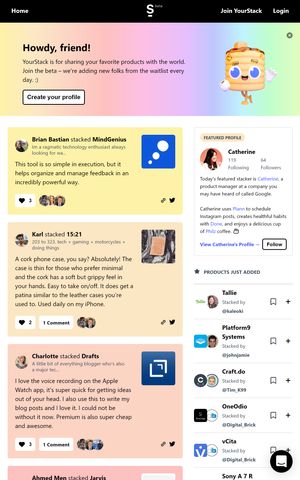 Home
S beta
Join YourStack
Sign In
Howdy, friend!
YourStack is for sharing your favorite products with the world.
Join the beta – we're adding new folks from the waitlist every
day. :)
Create your profile
Brian Bastian stacked MindGenius
Im a ragmatic technology enthusiast always
looking for wa...
This tool is so simple in execution, but it
helps organize and manage feedback in an
incredibly powerful way.
3
Karl stacked 15:21
203 to 323. tech + gaming + motorcycles +
doing things
A cork phone case, you say? Absolutely! The
case is thin for those who prefer minimal
and the cork has a soft but grippy feel in
your hands. Easy to take on/off. It does get a
patina similar to the leather cases you're
used to. Used daily on my iPhone.
2
1 Comment
Charlotte stacked Drafts
A little bit of everything blogger who's also
a major tec...
I love the voice recording on the Apple
Watch app, it's super quick for getting ideas
out of your head. I also use this to write my
blog posts and I love it. I could not be
without it now. Premium is also super cheap
and awesome.
3
1 Comment
Ahmed Men stacked Jarvis
FEATURED PROFILE
Catherine
119
Following
64
Followers
Today's featured stacker is Catherine, a
product manager at a company you
may have heard of called Google.
Catherine uses Plann to schedule
Instagram posts, creates healthful habits
with Done, and enjoys a delicious cup
of Philz coffee
View Catherine's Profile →
Follow
PRODUCTS JUST ADDED
Tallie
Stacked by
@kaleoki
Platform9
Systems
Stacked by
@johnjamie
Craft.do
Stacked by
@Tim_K99
OneOdio
Stacked by
@Digital_Brick
vCita
Stacked by
@Digital_Brick
Sony A 7 R